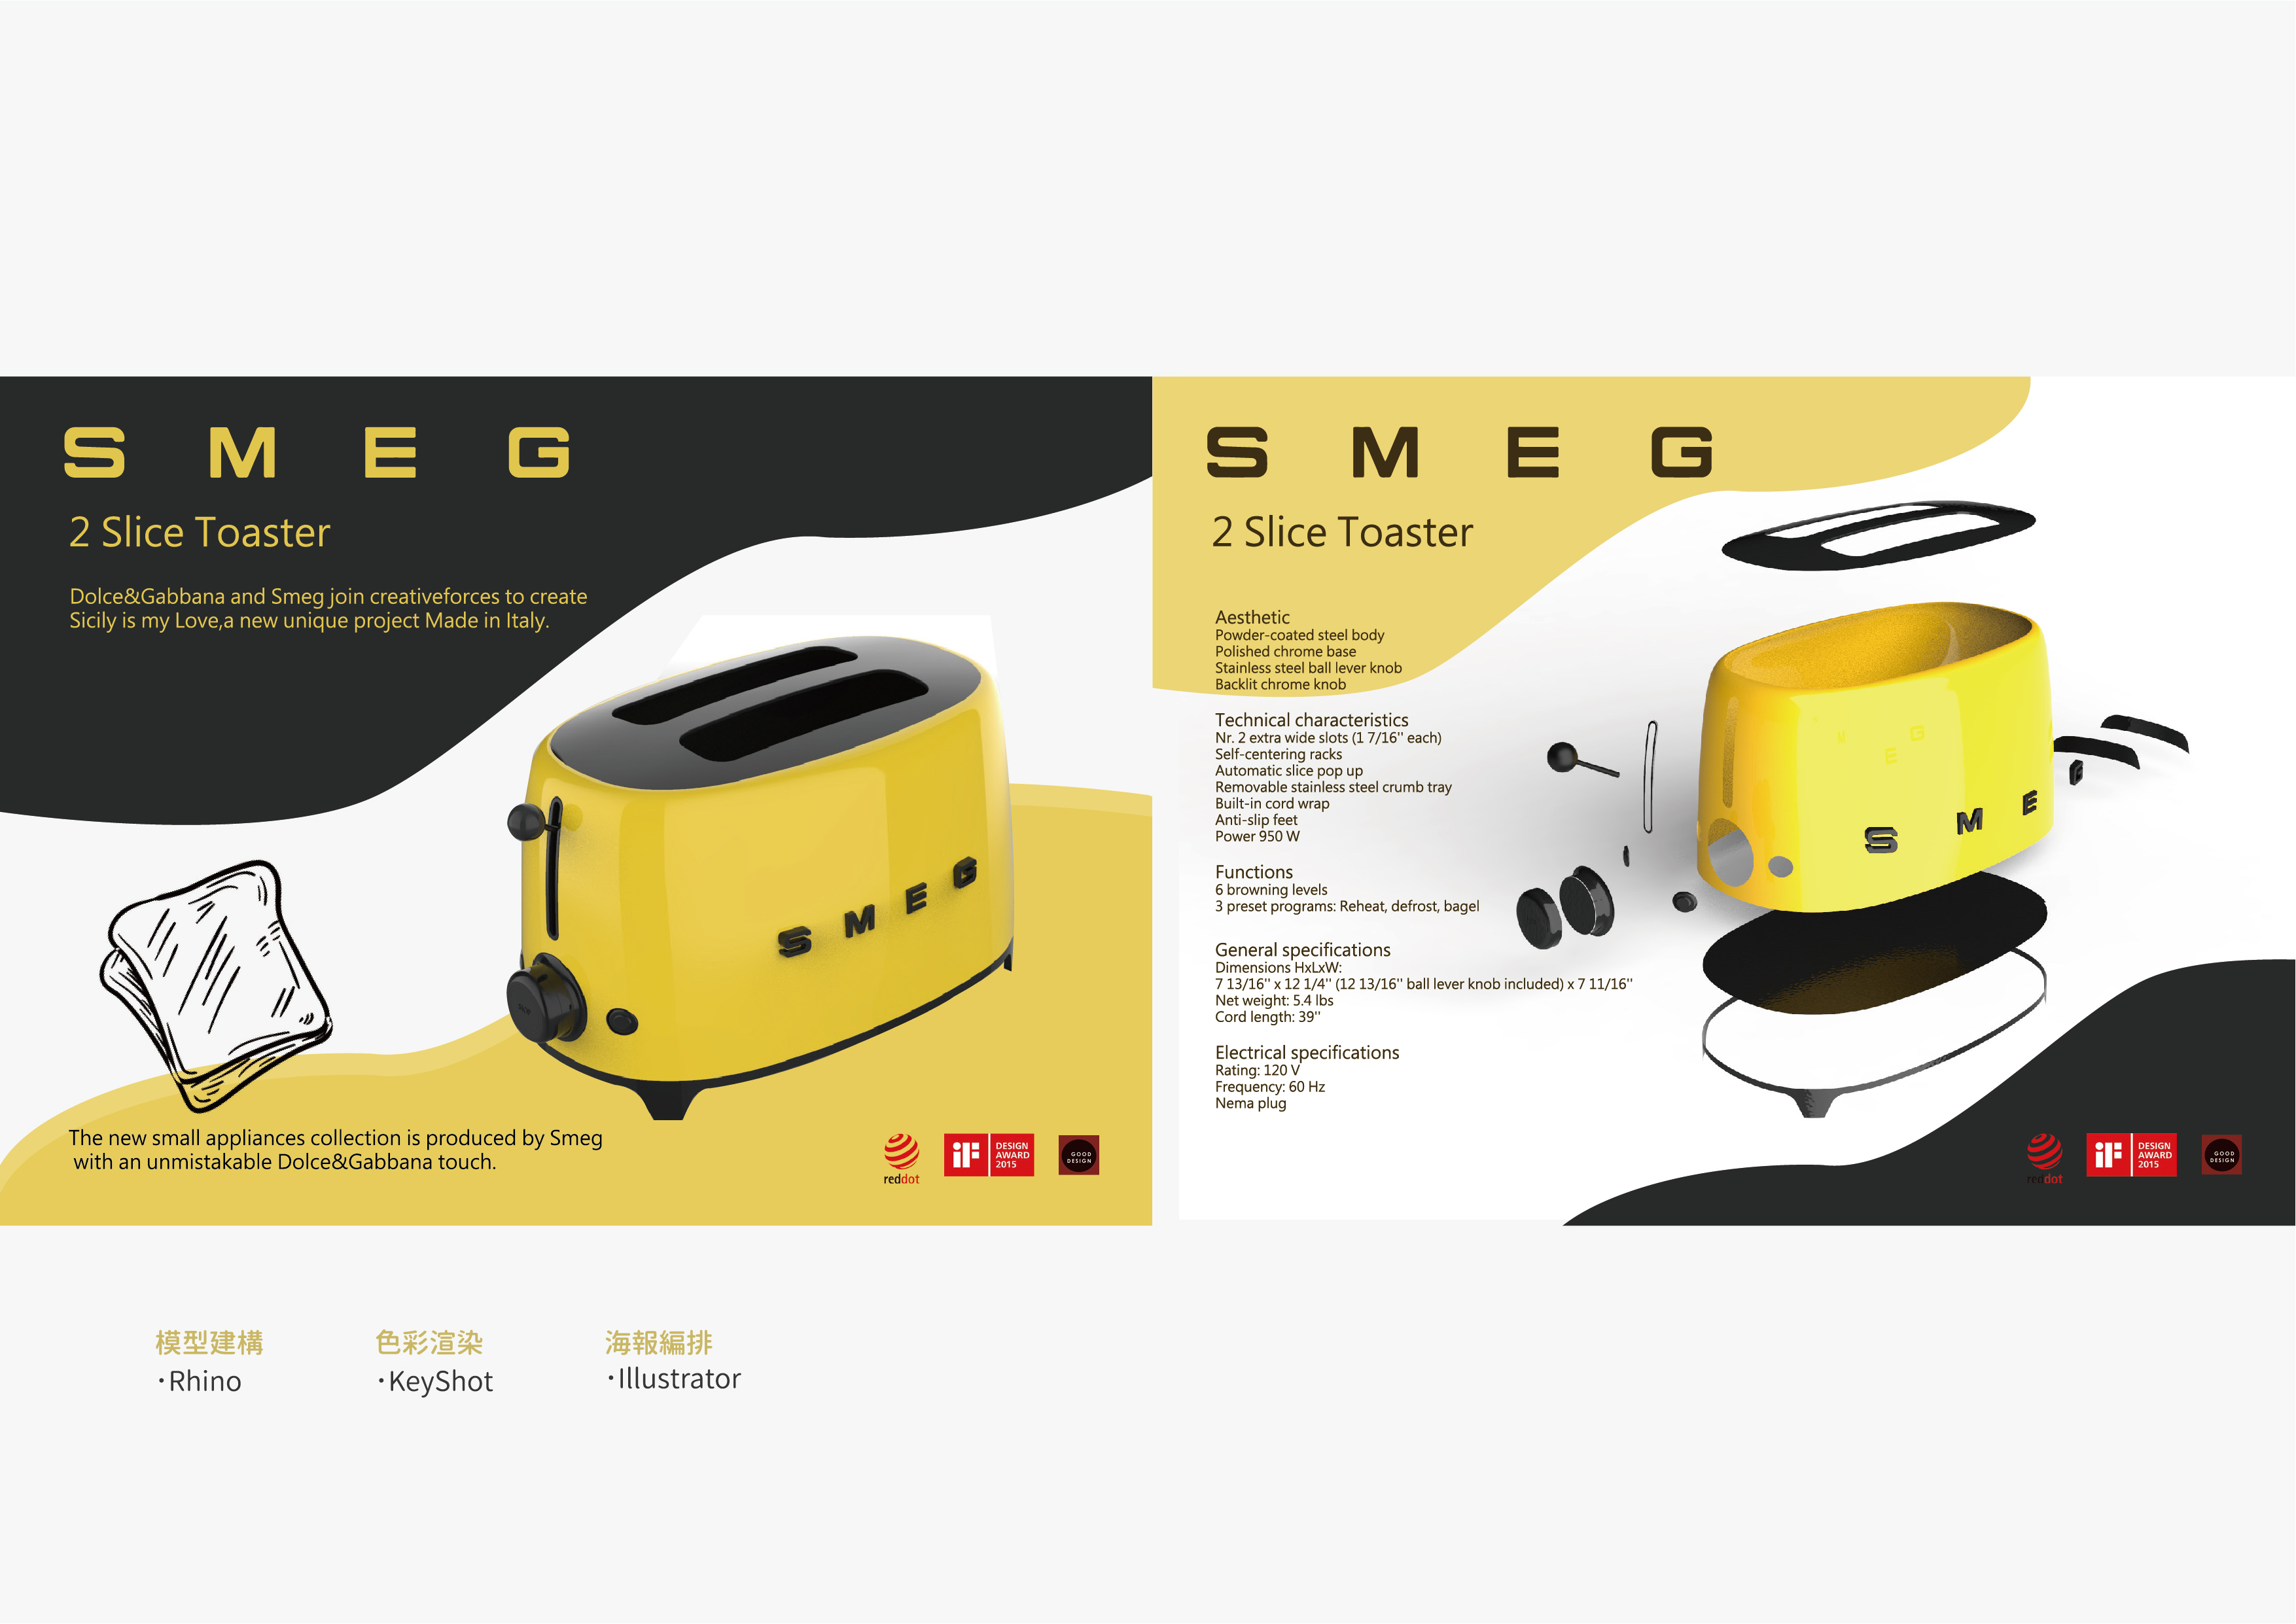 S M E G
2 Slice Toaster
Dolce&Gabbana and Smeg join creativeforces to create
Sicily is my Love,a new unique project Made in Italy.
S M E G
The new small appliances collection is produced by Smeg
with an unmistakable Dolce&Gabbana touch.
reddot
iF DESIGN
AWARD
2015
GOOD
DESIGN
S M E G
2 Slice Toaster
Aesthetic
Powder-coated steel body
Polished chrome base
Stainless steel ball lever knob
Backlit chrome knob
Technical characteristics
Nr. 2 extra wide slots (1 7/16" each)
Self-centering racks
Automatic slice pop up
Removable stainless steel crumb tray
Built-in cord wrap
Anti-slip feet
Power 950 W
Functions
6 browning levels
3 preset programs: Reheat, defrost, bagel
General specifications
Dimensions HxLxW:
7 13/16" x 12 1/4" (12 13/16" ball lever knob included) x 7 11/16"
Net weight: 5.4 lbs
Cord length: 39"
Electrical specifications
Rating: 120 V
Frequency: 60 Hz
Nema plug
M E G
S M E G
reddot
iF DESIGN
AWARD
2015
GOOD
DESIGN
模型建構
·Rhino
色彩渲染
·KeyShot
海報編排
·Illustrator